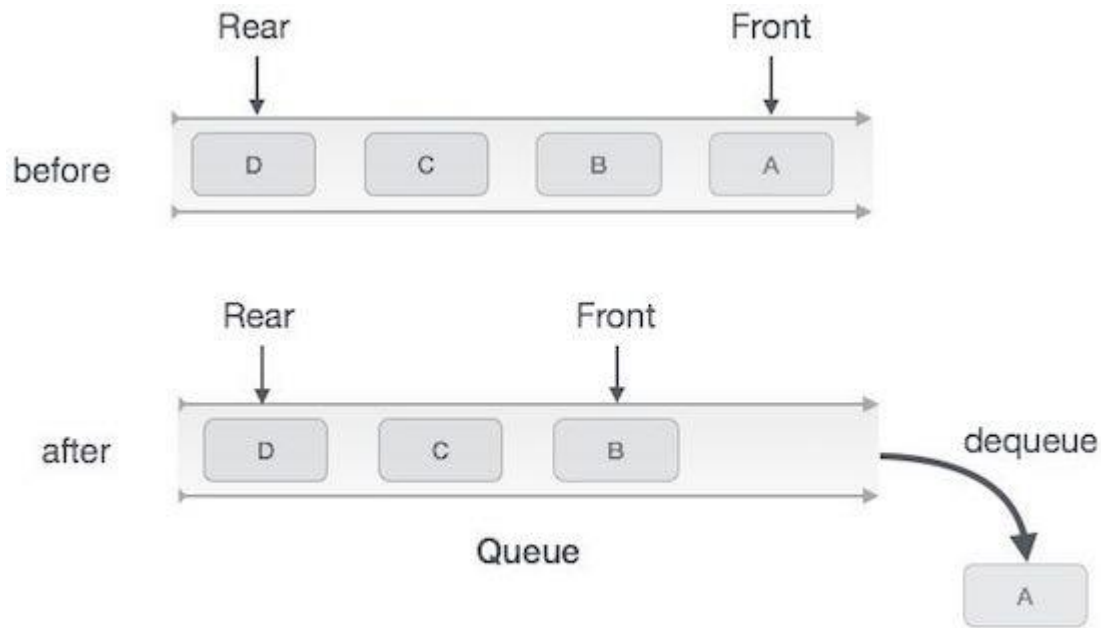 Rear Front
before D C B A
Rear Front
after D C B dequeue
Queue
A